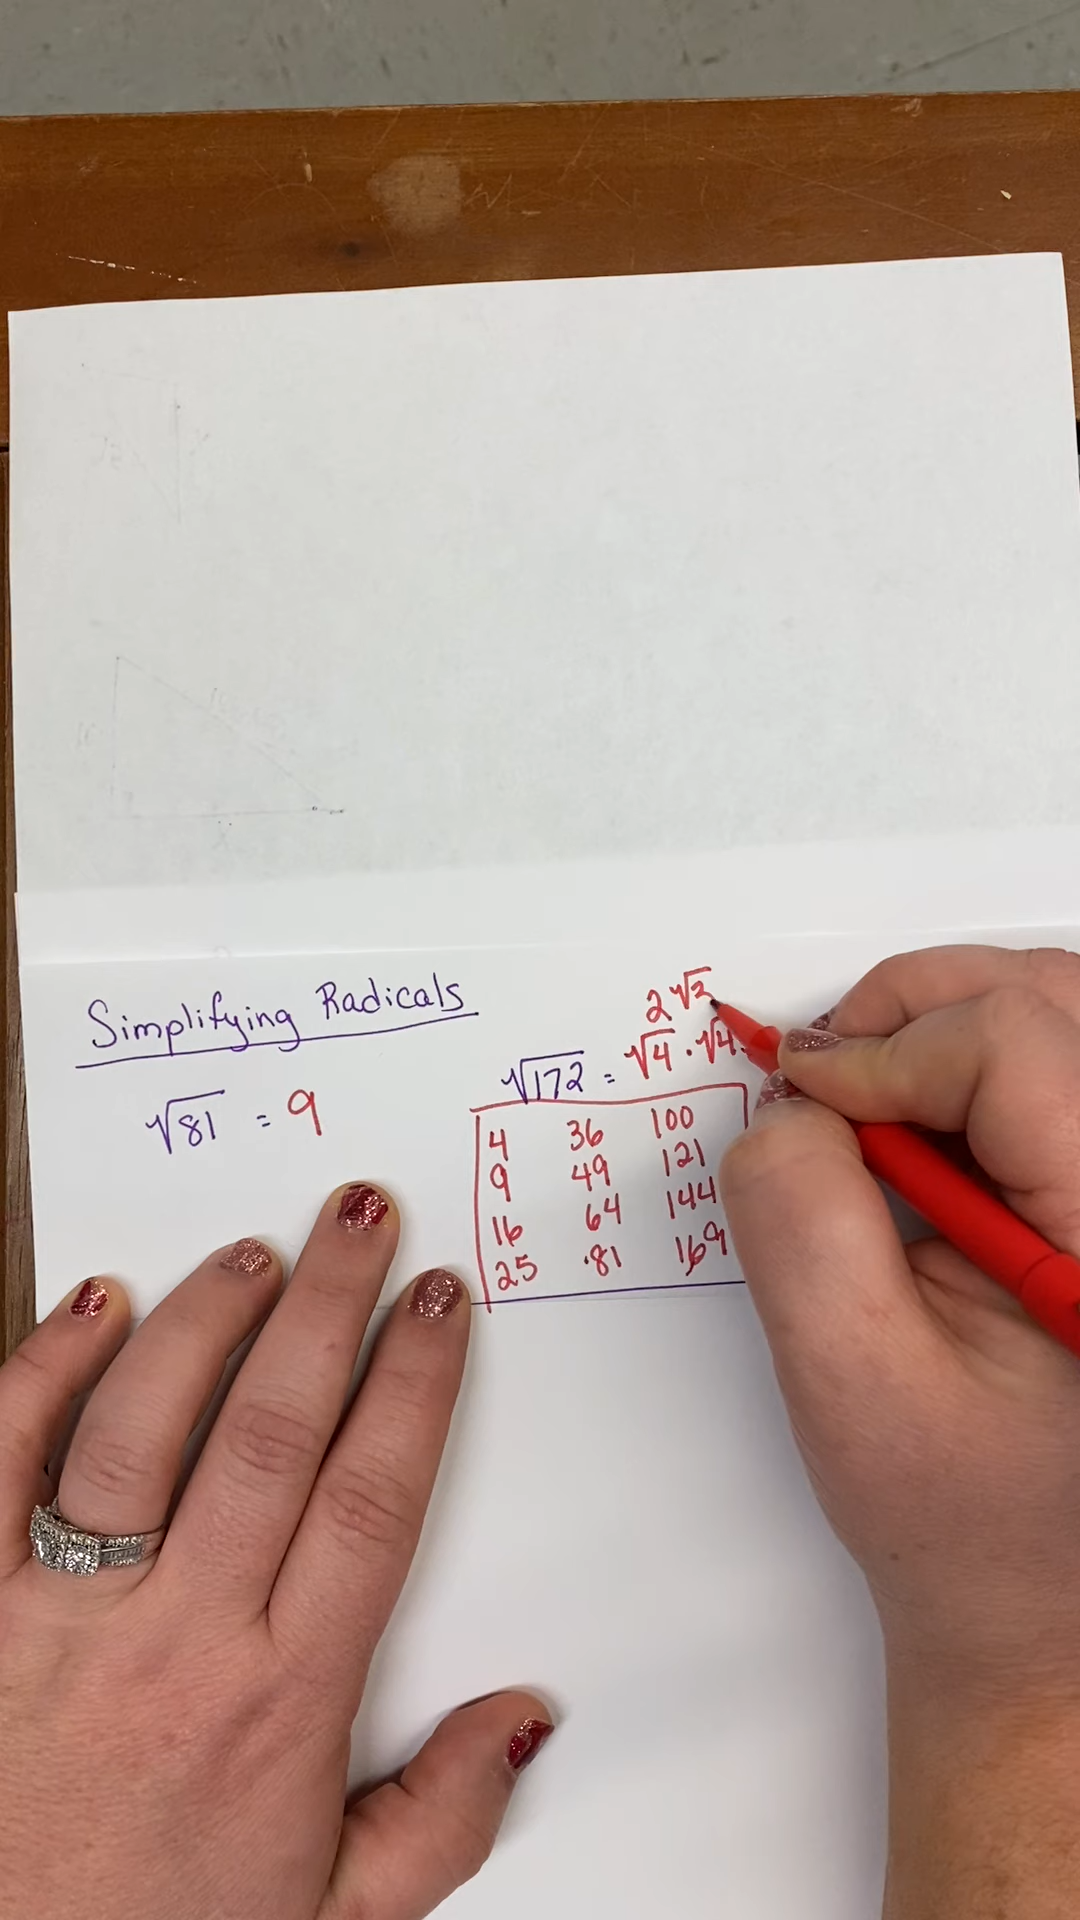 Simplifying Radicals
√81 = 9
2√3
√172 = √4 · √4
4 36 100
9 49 121
16 64 144
25 ·81 169